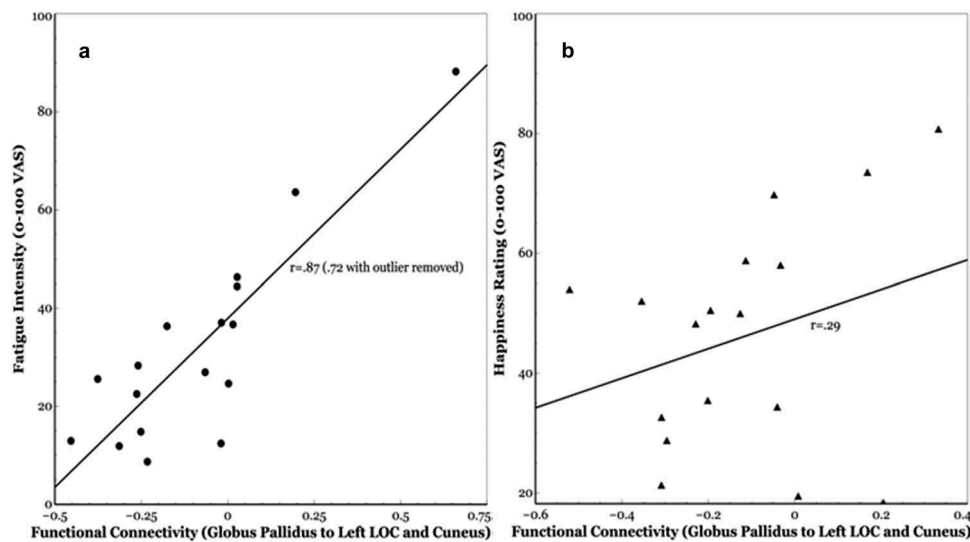 a
Fatigue Intensity (0-100 VAS)
100
80
60
40
20
0
r=.87 (.72 with outlier removed)
-0.5
-0.25
0
0.25
0.5
0.75
Functional Connectivity (Globus Pallidus to Left LOC and Cuneus)
b
Happiness Rating (0-100 VAS)
100
80
60
40
20
r=.29
-0.6
-0.4
-0.2
0
0.2
0.4
Functional Connectivity (Globus Pallidus to Left LOC and Cuneus)